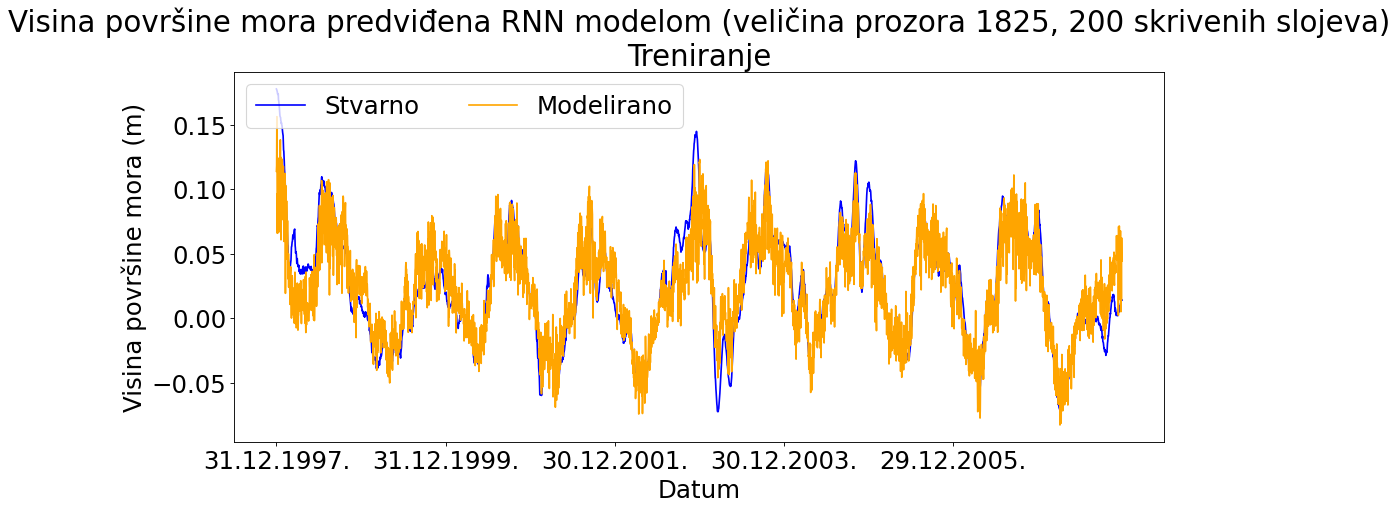 Visina površine mora predviđena RNN modelom (veličina prozora 1825, 200 skrivenih slojeva)
Treniranje
Stvarno Modelirano
Visina površine mora (m)
0.15
0.10
0.05
0.00
−0.05
31.12.1997. 31.12.1999. 30.12.2001. 30.12.2003. 29.12.2005.
Datum